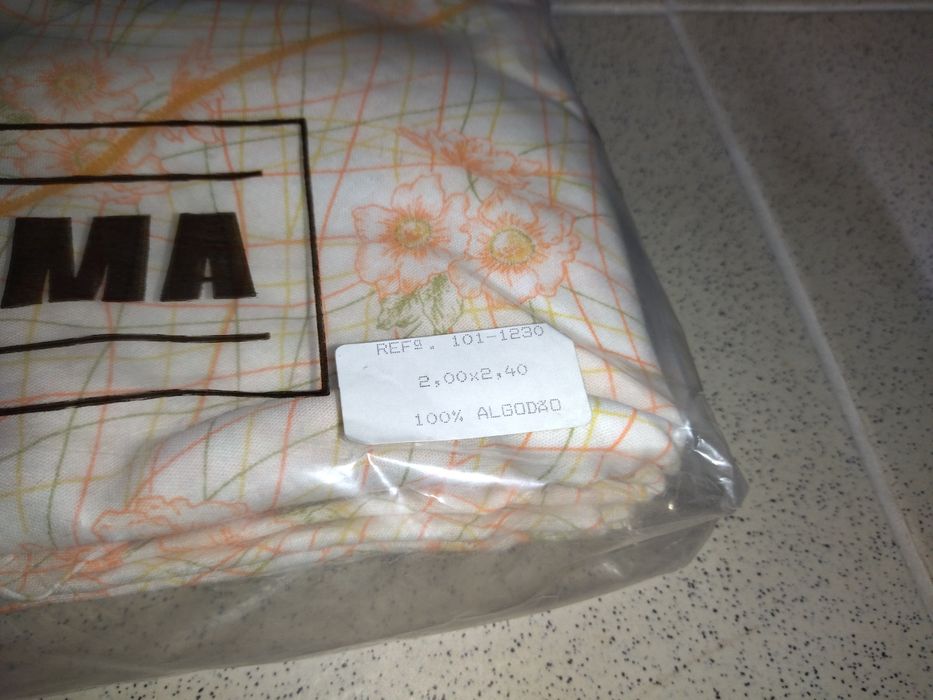 MA
REFª. 101-1230
2,00x2,40
100% ALGODÃO